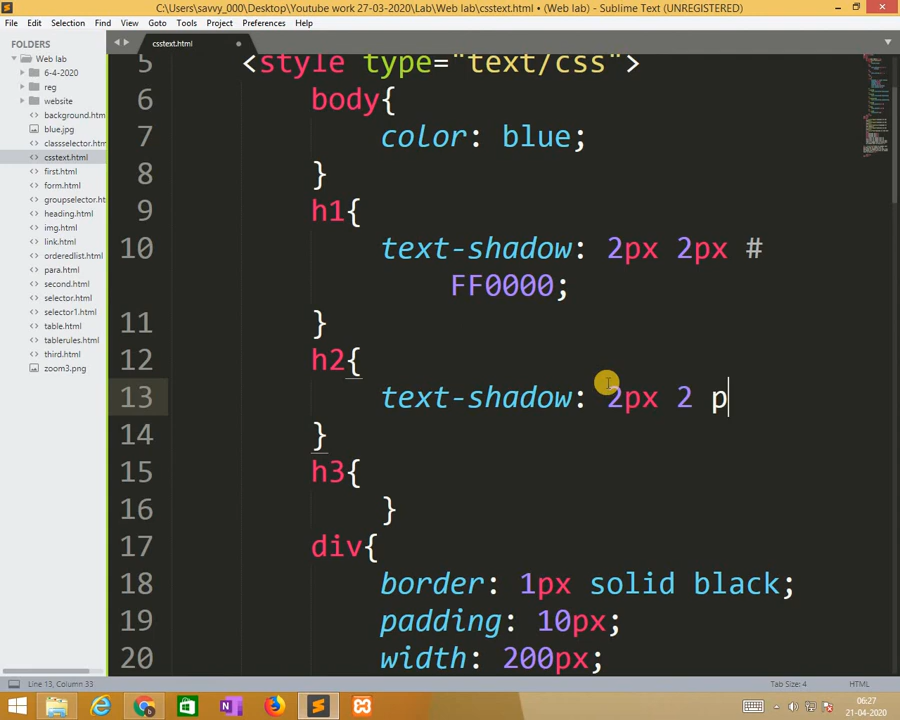 C:\Users\savvy_000\Desktop\Youtube work 27-03-2020\Lab\Web lab\csstext.html • (Web lab) - Sublime Text (UNREGISTERED)
File Edit Selection Find View Goto Tools Project Preferences Help
FOLDERS
Web lab
6-4-2020
reg
website
background.htm
blue.jpg
classselector.htm
csstext.html
first.html
form.html
groupselector.ht
heading.html
img.html
link.html
orderedlist.html
para.html
second.html
selector.html
selector1.html
table.html
tablerules.html
third.html
zoom3.png
csstext.html
5 <style type="text/css">
6 body{
7 color: blue;
8 }
9 h1{
10 text-shadow: 2px 2px #
FF0000;
11 }
12 h2{
13 text-shadow: 2px 2 p
14 }
15 h3{
16 }
17 div{
18 border: 1px solid black;
19 padding: 10px;
20 width: 200px;
Line 13, Column 33
Tab Size: 4
HTML
06:27
21-04-2020